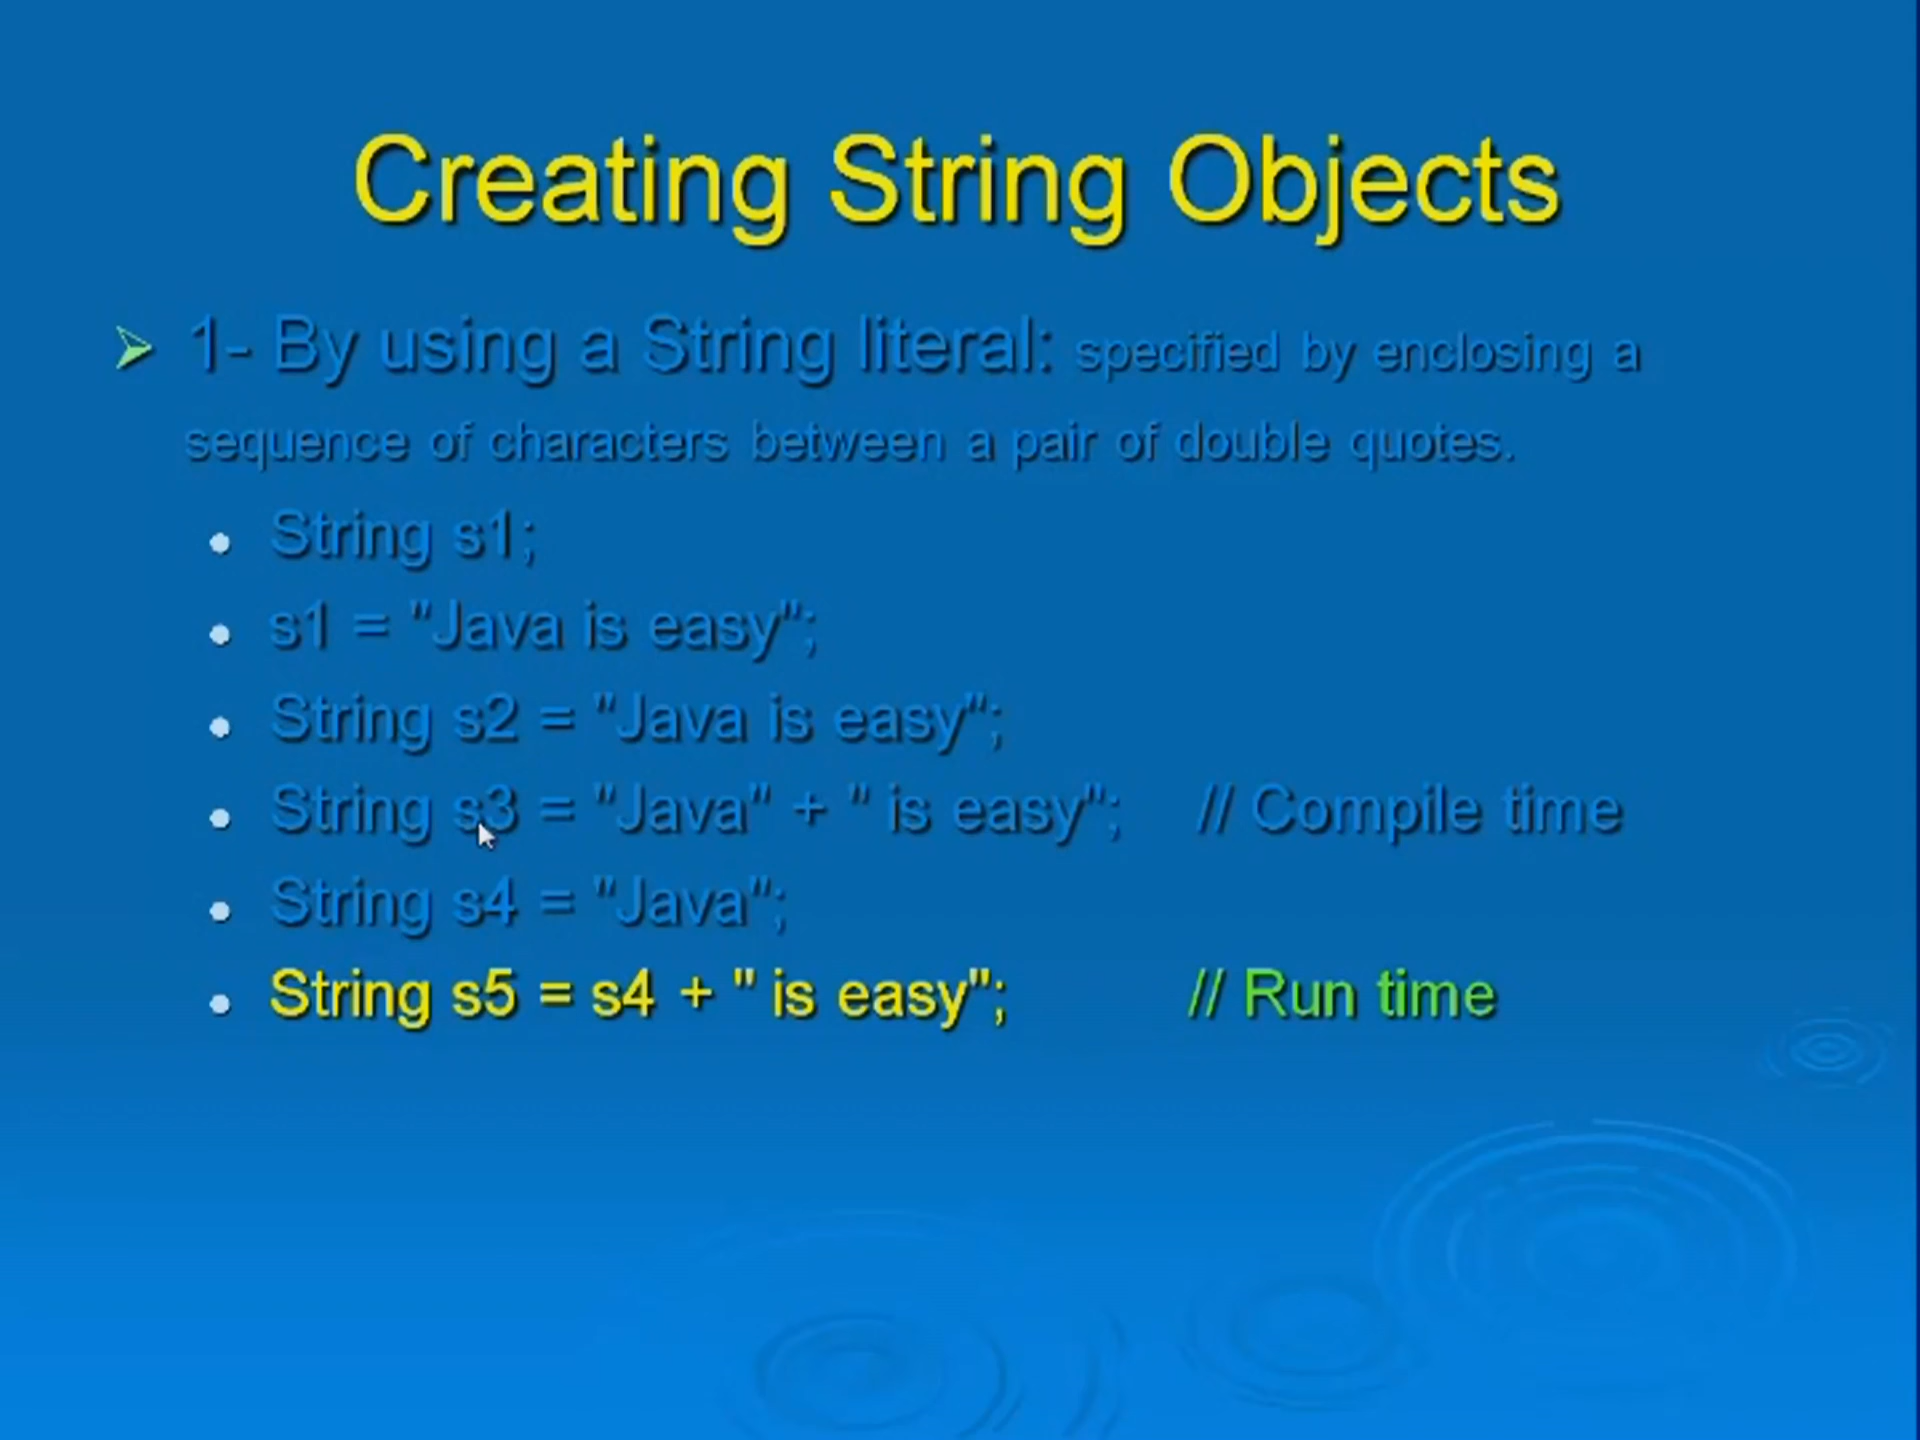 Creating String Objects
1- By using a String literal: specified by enclosing a
sequence of characters between a pair of double quotes.
String s1;
s1 = "Java is easy";
String s2 = "Java is easy";
String s3 = "Java" + " is easy"; // Compile time
String s4 = "Java";
String s5 = s4 + " is easy"; // Run time